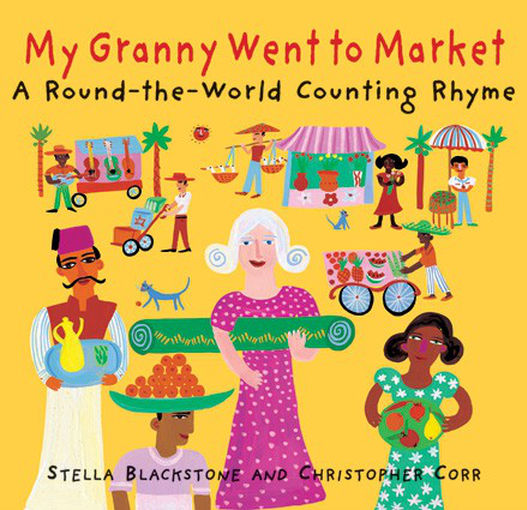 My Granny Went to Market
A Round-the-World Counting Rhyme
Stella Blackstone and Christopher Corr